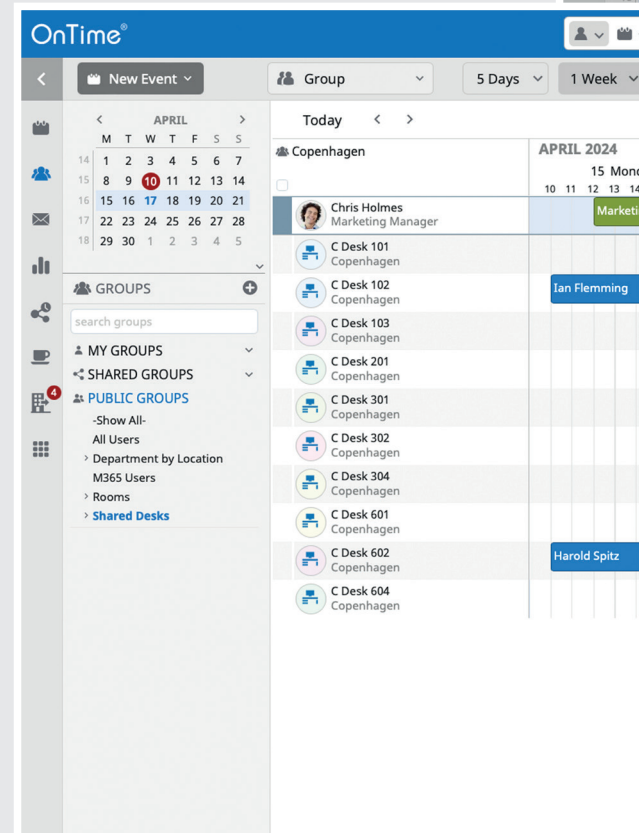 OnTime®
New Event
Group
5 Days
1 Week
APRIL
M T W T F S S
14 1 2 3 4 5 6 7
15 8 9 10 11 12 13 14
16 15 16 17 18 19 20 21
17 22 23 24 25 26 27 28
18 29 30 1 2 3 4 5
GROUPS
search groups
MY GROUPS
SHARED GROUPS
PUBLIC GROUPS
-Show All-
All Users
Department by Location
M365 Users
Rooms
Shared Desks
4
Today
Copenhagen
APRIL 2024
15 Mond
10 11 12 13 14
Chris Holmes
Marketing Manager
Marketi
C Desk 101
Copenhagen
C Desk 102
Copenhagen
Ian Flemming
C Desk 103
Copenhagen
C Desk 201
Copenhagen
C Desk 301
Copenhagen
C Desk 302
Copenhagen
C Desk 304
Copenhagen
C Desk 601
Copenhagen
C Desk 602
Copenhagen
Harold Spitz
C Desk 604
Copenhagen